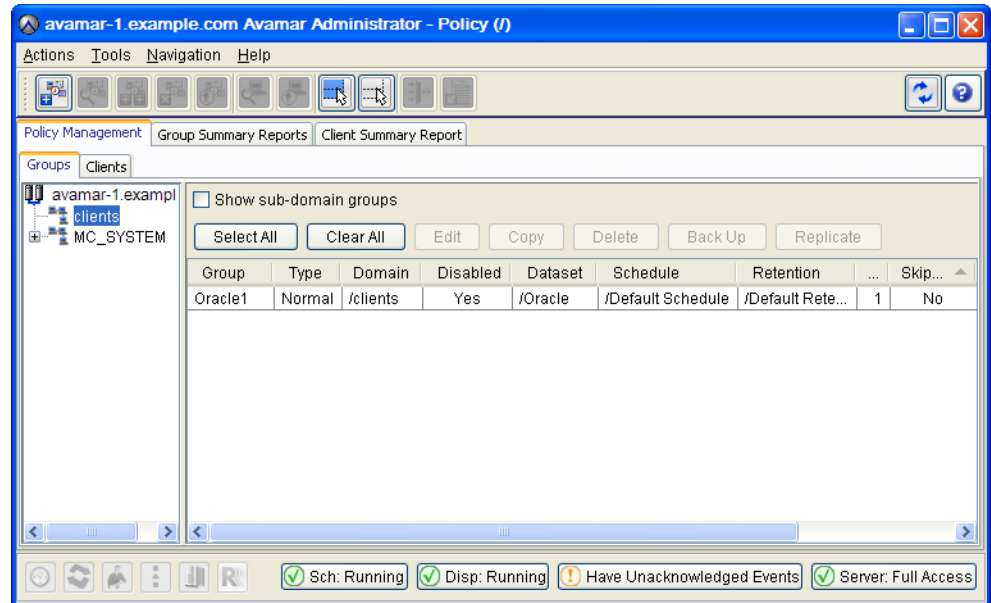 avamar-1.example.com Avamar Administrator - Policy (/)
Actions Tools Navigation Help
Policy Management Group Summary Reports Client Summary Report
Groups Clients
avamar-1.exampl
clients
MC_SYSTEM
Show sub-domain groups
Select All Clear All Edit Copy Delete Back Up Replicate
Group Type Domain Disabled Dataset Schedule Retention ... Skip...
Oracle1 Normal /clients Yes /Oracle /Default Schedule /Default Rete... 1 No
Sch: Running Disp: Running Have Unacknowledged Events Server: Full Access